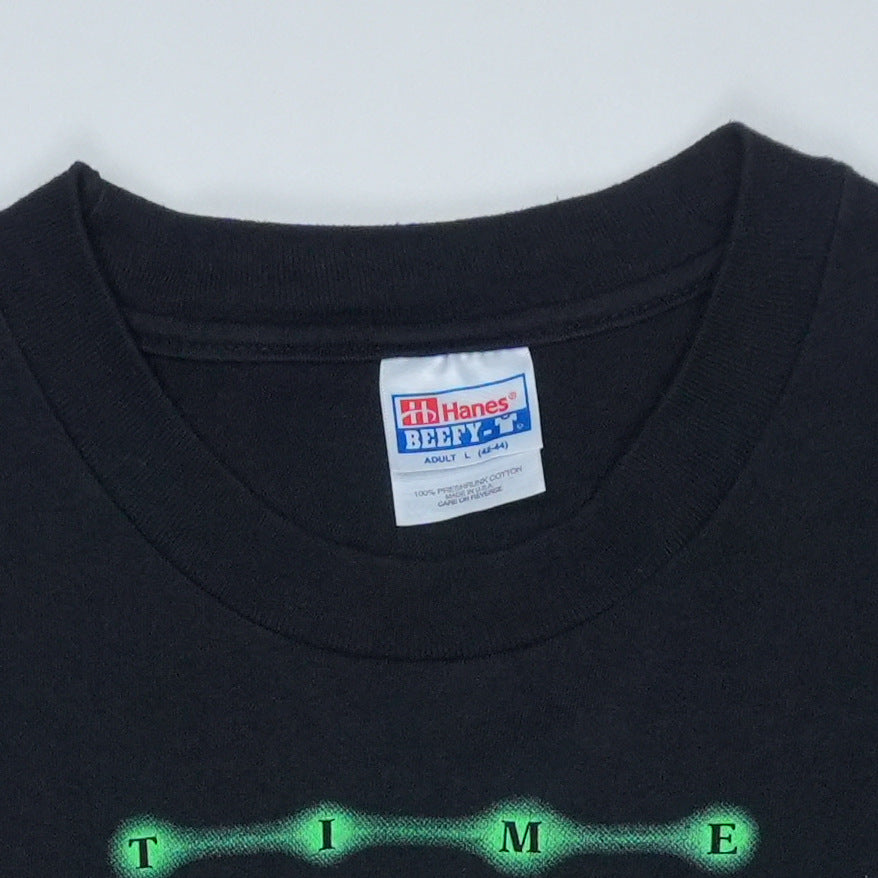 Hanes®
BEEFY-T®
ADULT L (42-44)
100% PRESHRUNK COTTON
MADE IN U.S.A.
CARE ON REVERSE
T I M E